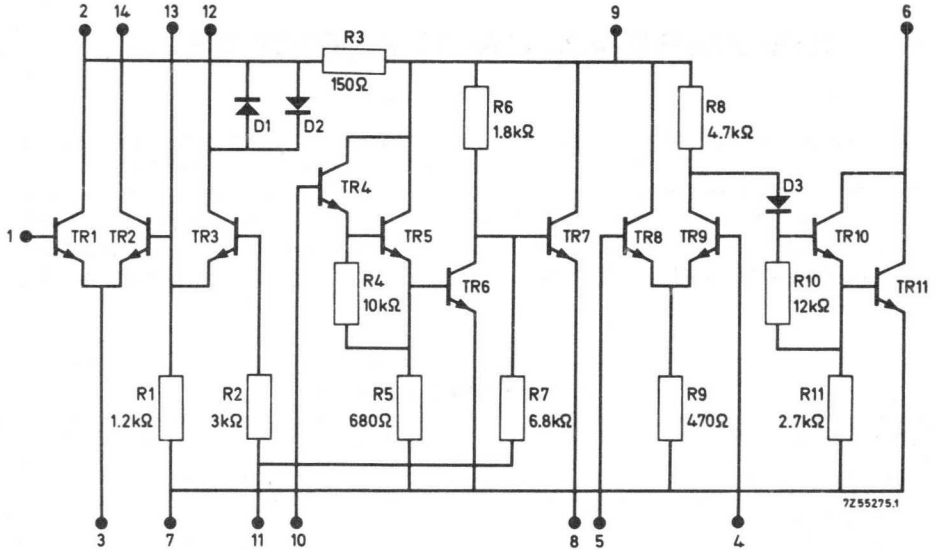 2 14 13 12 9 6
R3
150Ω
R6
1.8kΩ
R8
4.7kΩ
D1 D2
TR4
D3
1 TR1 TR2 TR3 TR5 TR7 TR8 TR9 TR10
R4
10kΩ
TR6
R10
12kΩ
TR11
R1
1.2kΩ
R2
3kΩ
R5
680Ω
R7
6.8kΩ
R9
470Ω
R11
2.7kΩ
7Z55275.1
3 7 11 10 8 5 4